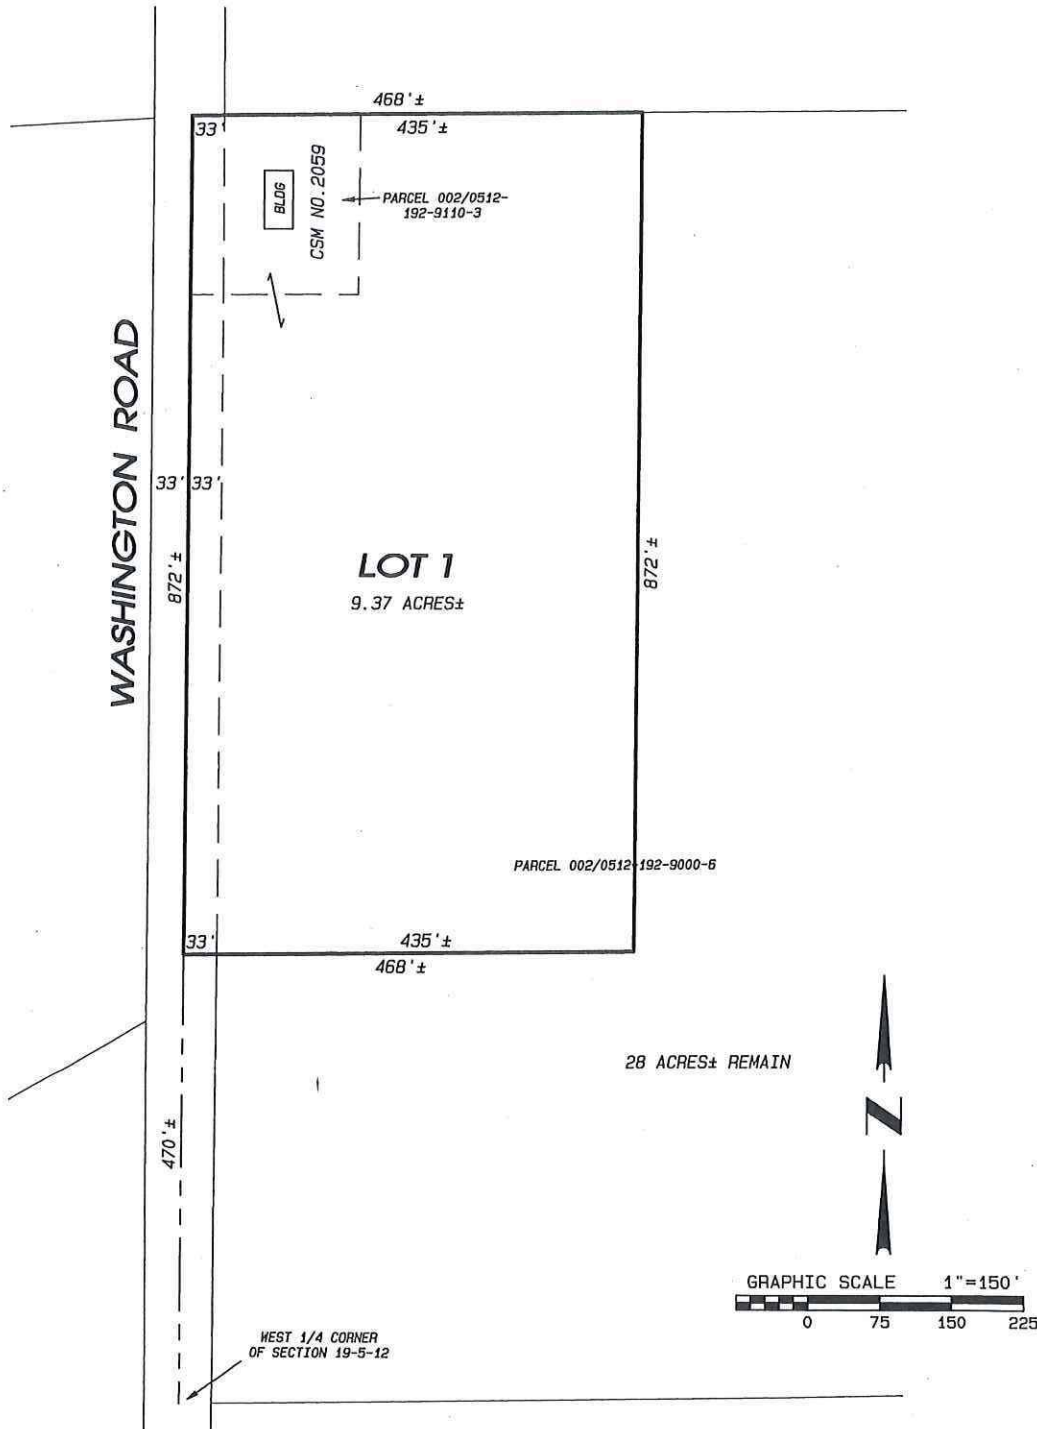 468'±
33'
435'±
BLDG
CSM NO.2059
PARCEL 002/0512-
192-9110-3
WASHINGTON ROAD
33'
33'
872'±
LOT 1
9.37 ACRES±
872'±
PARCEL 002/0512-192-9000-6
33'
435'±
468'±
28 ACRES± REMAIN
N
470'±
GRAPHIC SCALE 1"=150'
0 75 150 225
WEST 1/4 CORNER
OF SECTION 19-5-12